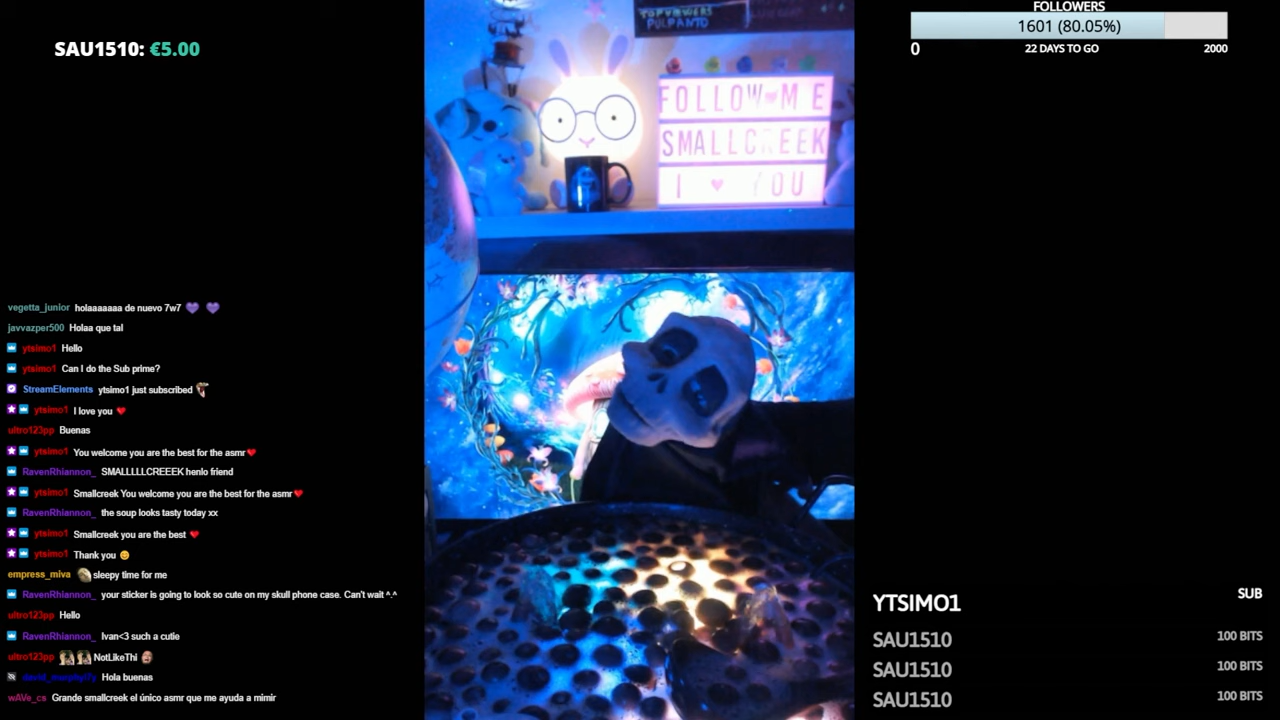 SAU1510: €5.00
TOPVIEWERS
PULPANTO
FOLLOW♥ME
SMALLCREEK
I ♥ YOU
FOLLOWERS
1601 (80.05%)
0 22 DAYS TO GO 2000
vegetta_junior holaaaaaaa de nuevo 7w7 💜 💜
javvazper500 Holaa que tal
ytsimo1 Hello
ytsimo1 Can I do the Sub prime?
StreamElements ytsimo1 just subscribed
ytsimo1 I love you ❤
ultro123pp Buenas
ytsimo1 You welcome you are the best for the asmr❤
RavenRhiannon_ SMALLLLLCREEEK henlo friend
ytsimo1 Smallcreek You welcome you are the best for the asmr❤
RavenRhiannon_ the soup looks tasty today xx
ytsimo1 Smallcreek you are the best ❤
ytsimo1 Thank you 😊
empress_miva sleepy time for me
RavenRhiannon_ your sticker is going to look so cute on my skull phone case. Can't wait ^.^
ultro123pp Hello
RavenRhiannon_ Ivan<3 such a cutie
ultro123pp NotLikeThi
Hola buenas
wAVe_cs Grande smallcreek el único asmr que me ayuda a mimir
YTSIMO1 SUB
SAU1510 100 BITS
SAU1510 100 BITS
SAU1510 100 BITS